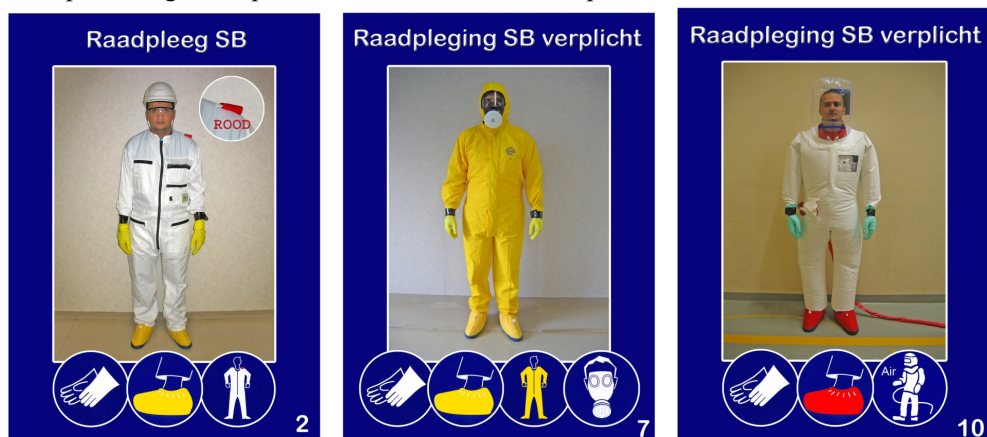 Raadpleeg SB
ROOD
2
Raadpleging SB verplicht
7
Raadpleging SB verplicht
Air
10